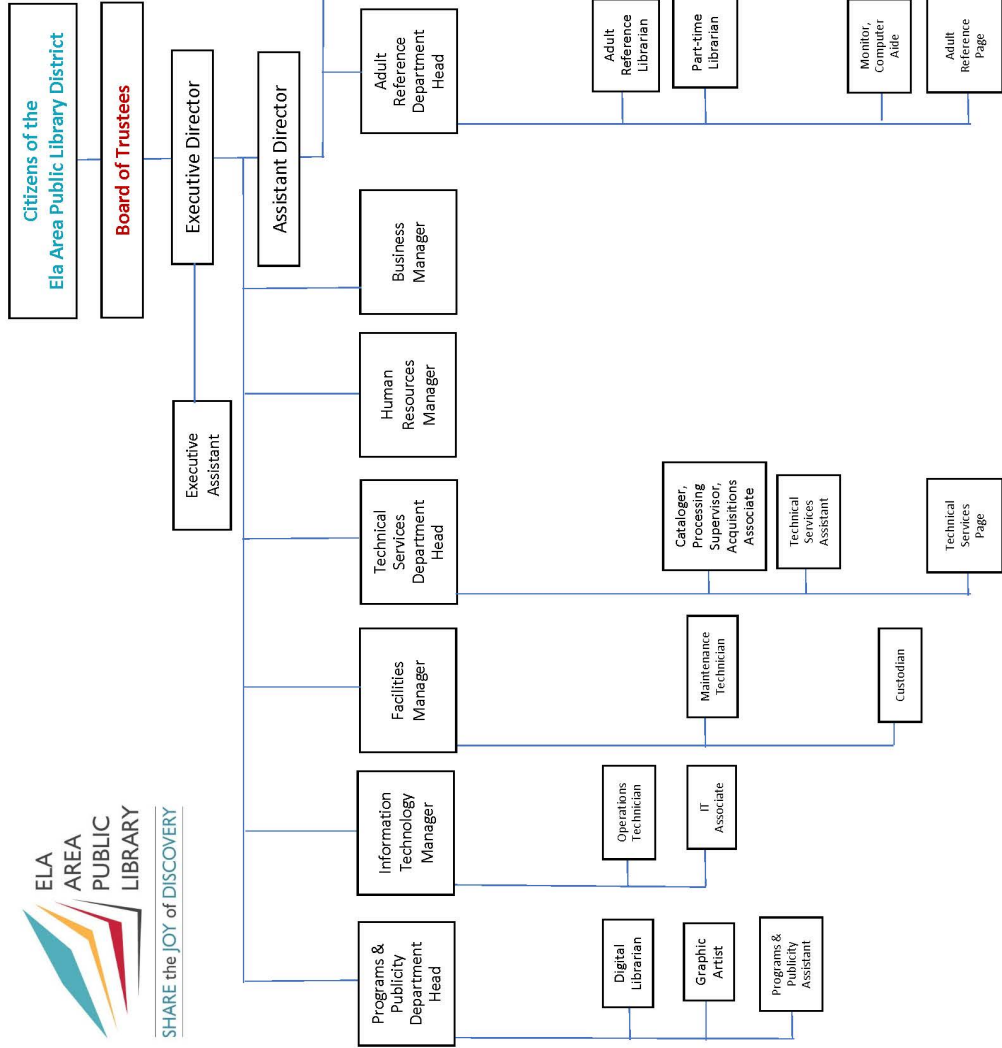 ELA
AREA
PUBLIC
LIBRARY
SHARE the JOY of DISCOVERY
Citizens of the
Ela Area Public Library District
Board of Trustees
Executive Director
Executive
Assistant
Assistant Director
Programs &
Publicity
Department
Head
Information
Technology
Manager
Facilities
Manager
Technical
Services
Department
Head
Human
Resources
Manager
Business
Manager
Adult
Reference
Department
Head
Digital
Librarian
Graphic
Artist
Programs &
Publicity
Assistant
Operations
Technician
IT
Associate
Maintenance
Technician
Custodian
Cataloger,
Processing
Supervisor,
Acquisitions
Associate
Technical
Services
Assistant
Technical
Services
Page
Adult
Reference
Librarian
Part-time
Librarian
Monitor,
Computer
Aide
Adult
Reference
Page